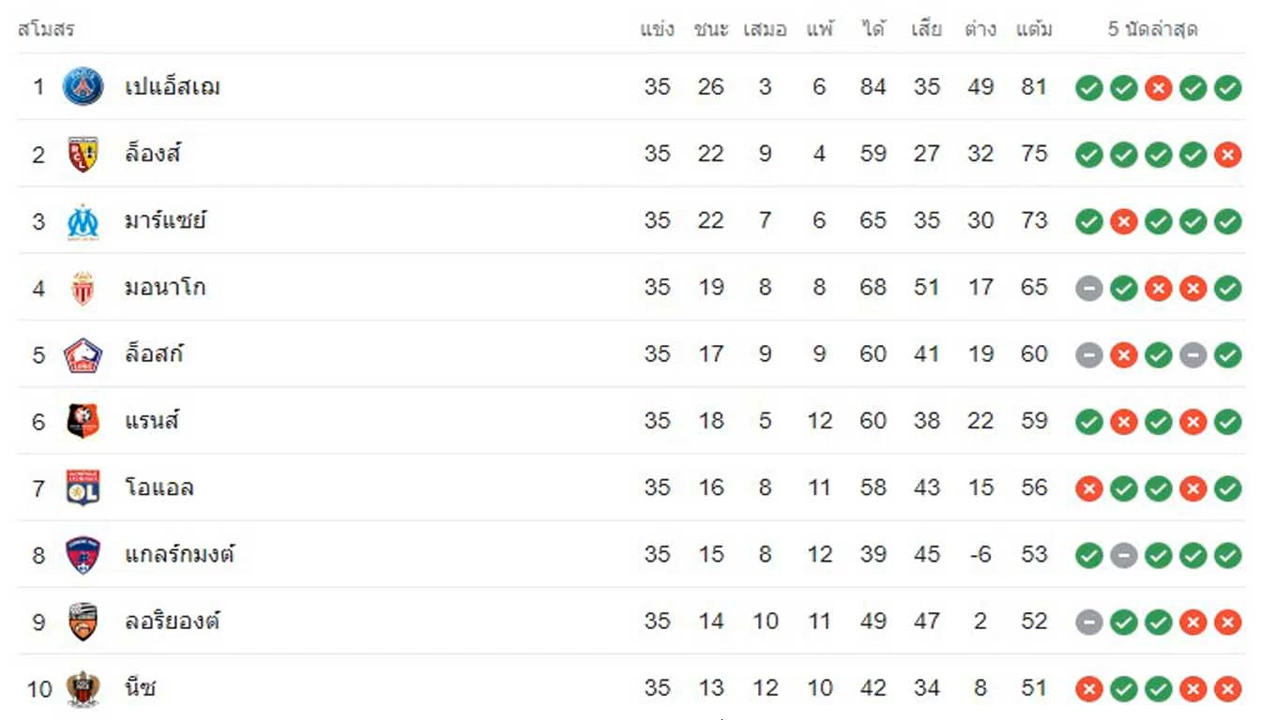 สโมสร แข่ง ชนะ เสมอ แพ้ ได้ เสีย ต่าง แต้ม 5 นัดล่าสุด
1 เปแอ็สเฌ 35 26 3 6 84 35 49 81
2 ล็องส์ 35 22 9 4 59 27 32 75
3 มาร์แซย์ 35 22 7 6 65 35 30 73
4 มอนาโก 35 19 8 8 68 51 17 65
5 ล็อสก์ 35 17 9 9 60 41 19 60
6 แรนส์ 35 18 5 12 60 38 22 59
7 โอแอล 35 16 8 11 58 43 15 56
8 แกลร์กมงต์ 35 15 8 12 39 45 -6 53
9 ลอริยองต์ 35 14 10 11 49 47 2 52
10 นีซ 35 13 12 10 42 34 8 51